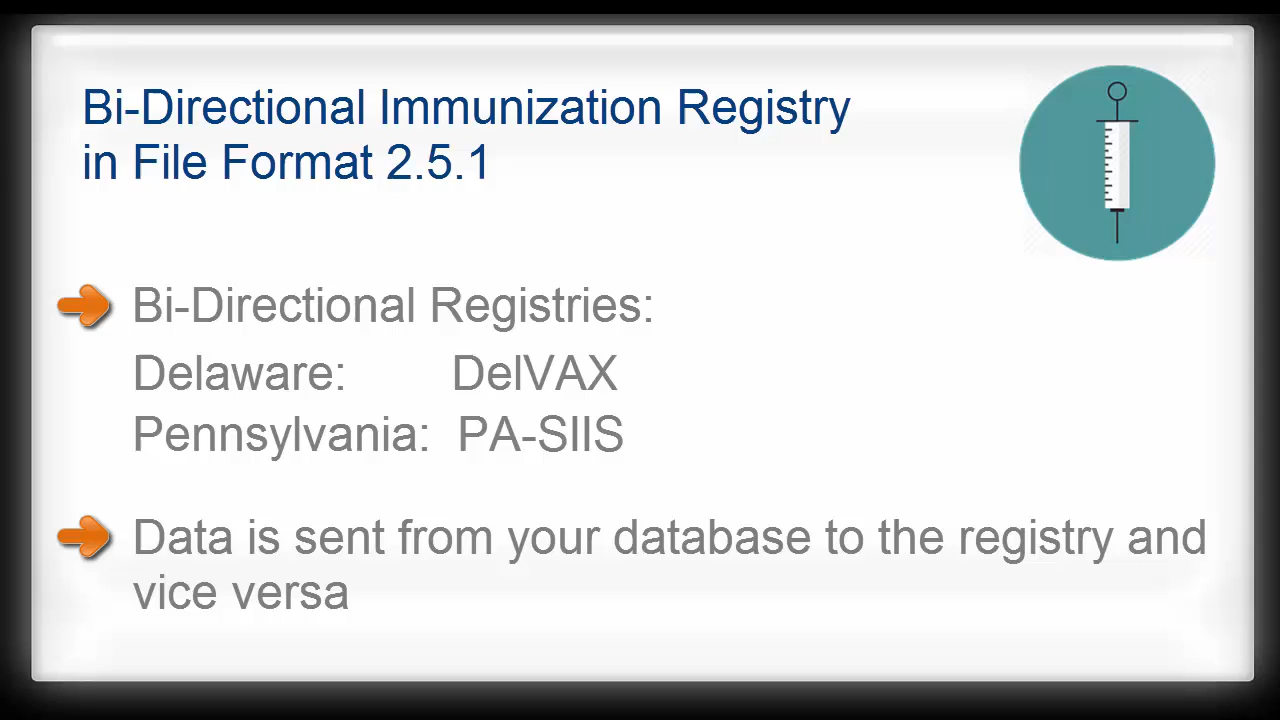 Bi-Directional Immunization Registry
in File Format 2.5.1
Bi-Directional Registries:
Delaware: DelVAX
Pennsylvania: PA-SIIS
Data is sent from your database to the registry and
vice versa